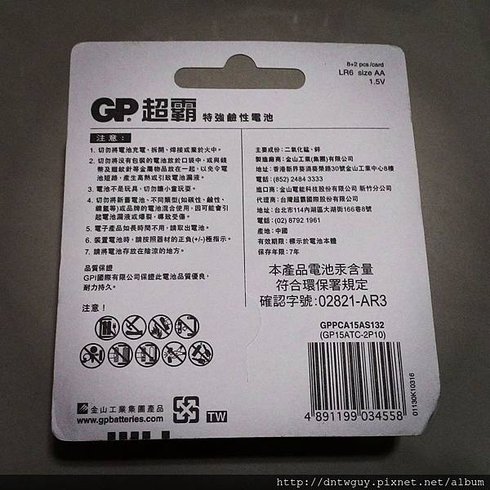 8+2 pcs/card
LR6 size AA
1.5V
GP超霸 特強鹼性電池
注意:
1. 切勿將電池充電、拆開、焊接或棄於火中。
2. 切勿將沒有包裝的電池放於口袋中,或與錢
幣及鑰匙針等金屬物品放在一起,以免令電
池短路,產生高熱或引致電池漏液。
3. 電池不是玩具,切勿讓小童玩耍。
4. 切勿將新舊電池、不同類型(如碳性、鹼性、
鎳氫等)或品牌的電池混合使用,因可能會引
起電池漏液或爆裂,導致受傷。
5. 電子產品如長時間不用,請取出電池。
6. 裝置電池時,請按照器材的正負(+/-)極指示。
7. 請將電池存放在陰涼的地方。
品質保證
GPI國際有限公司保證此電池品質優良,
耐力持久。
注意!
主要成份:二氧化錳、鋅
製造廠商:金山工業(集團)有限公司
地址:香港新界葵涌葵榮路30號金山工業中心8樓
電話:(852) 2484 3333
進口商:金山電能科技股份有限公司 新竹分公司
代理商:台灣超霸國際股份有限公司
地址:台北市114內湖區大湖街166巷8號
電話:(02) 8792 1961
產地:中國
有效期限:標示於電池本體
保存年限:7年
本產品電池汞含量
符合環保署規定
確認字號:02821-AR3
GPPCA15AS132
(GP15ATC-2P10)
4 891199 034558
01130K10316
金山工業集團產品
www.gpbatteries.com
TW
http://dntwguy.pixnet.net/album